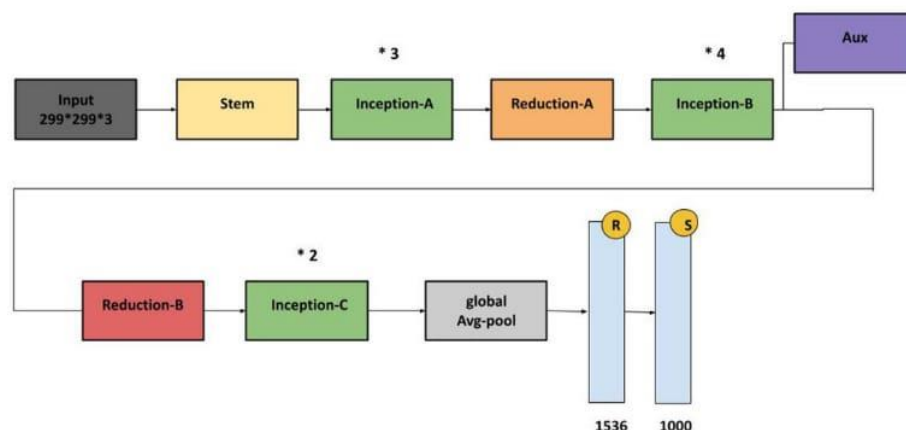 Aux
* 3
* 4
Input
299*299*3
Stem
Inception-A
Reduction-A
Inception-B
R
S
* 2
Reduction-B
Inception-C
global
Avg-pool
1536
1000